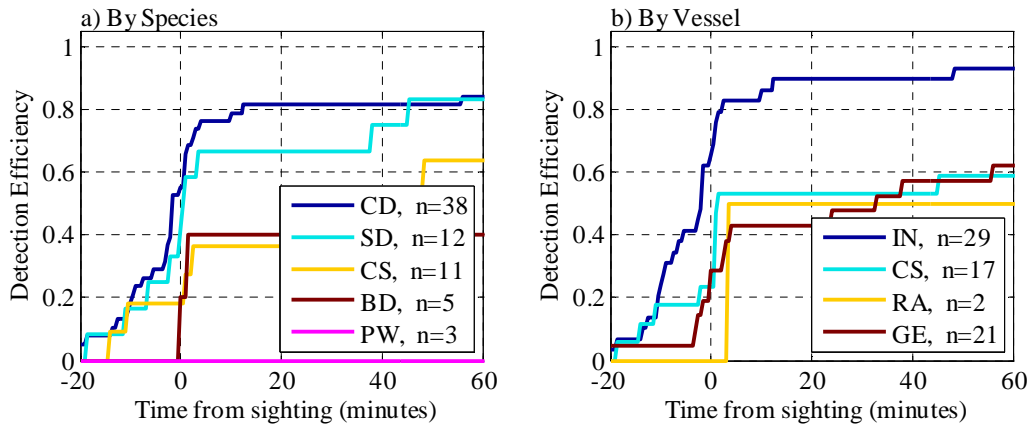 a) By Species
1
0.8
0.6
0.4
0.2
0
-20
0
20
40
60
Detection Efficiency
Time from sighting (minutes)
CD, n=38
SD, n=12
CS, n=11
BD, n=5
PW, n=3
b) By Vessel
1
0.8
0.6
0.4
0.2
0
-20
0
20
40
60
Detection Efficiency
Time from sighting (minutes)
IN, n=29
CS, n=17
RA, n=2
GE, n=21